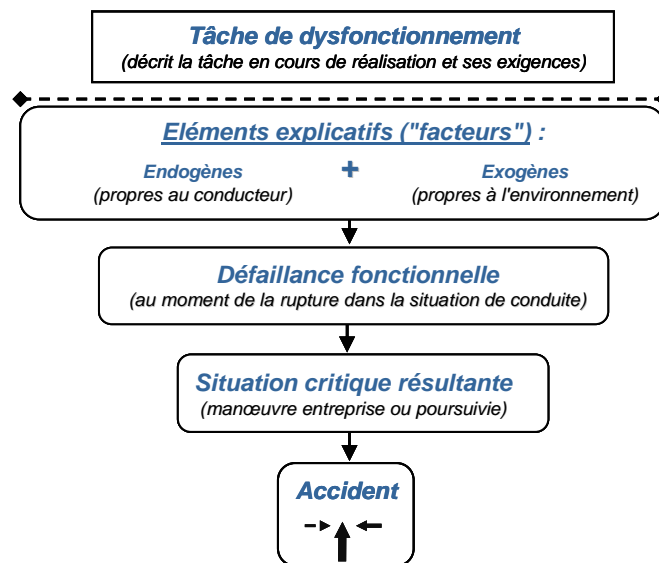 Tâche de dysfonctionnement
(décrit la tâche en cours de réalisation et ses exigences)
Eléments explicatifs ("facteurs") :
Endogènes + Exogènes
(propres au conducteur) (propres à l'environnement)
Défaillance fonctionnelle
(au moment de la rupture dans la situation de conduite)
Situation critique résultante
(manœuvre entreprise ou poursuivie)
Accident